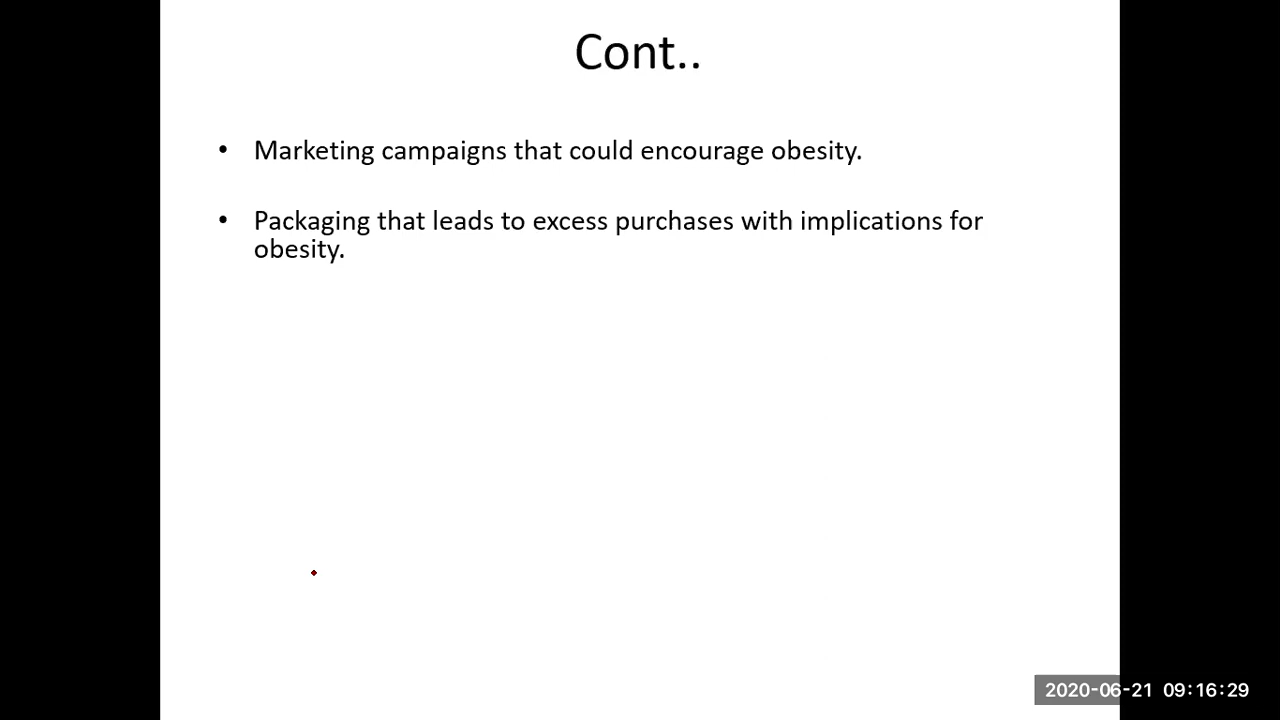 Cont..
• Marketing campaigns that could encourage obesity.
• Packaging that leads to excess purchases with implications for
obesity.
2020-06-21 09:16:29